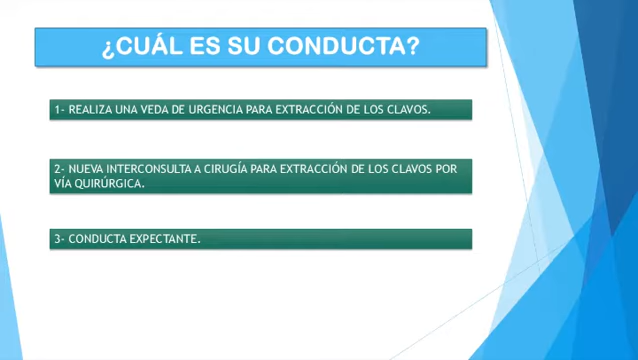 ¿CUÁL ES SU CONDUCTA?
1- REALIZA UNA VEDA DE URGENCIA PARA EXTRACCIÓN DE LOS CLAVOS.
2- NUEVA INTERCONSULTA A CIRUGÍA PARA EXTRACCIÓN DE LOS CLAVOS POR
VÍA QUIRÚRGICA.
3- CONDUCTA EXPECTANTE.